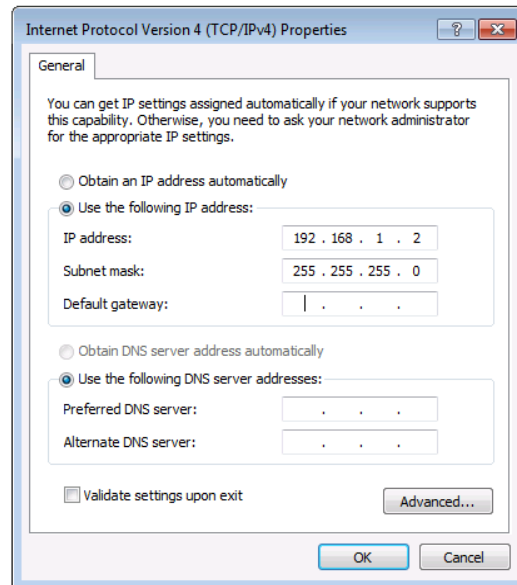 Internet Protocol Version 4 (TCP/IPv4) Properties
General
You can get IP settings assigned automatically if your network supports
this capability. Otherwise, you need to ask your network administrator
for the appropriate IP settings.
Obtain an IP address automatically
Use the following IP address:
IP address: 192 . 168 . 1 . 2
Subnet mask: 255 . 255 . 255 . 0
Default gateway: . . .
Obtain DNS server address automatically
Use the following DNS server addresses:
Preferred DNS server: . . .
Alternate DNS server: . . .
Validate settings upon exit
Advanced...
OK Cancel